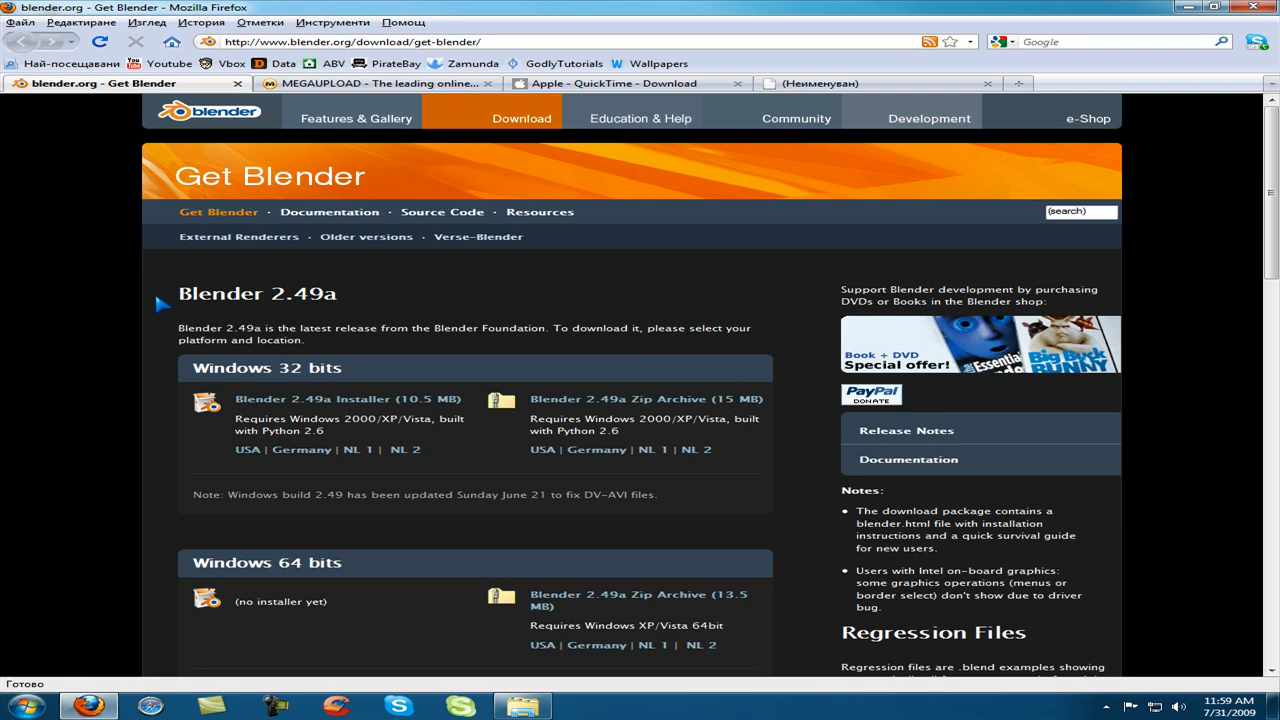 blender.org - Get Blender - Mozilla Firefox
Файл Редактиране Изглед История Отметки Инструменти Помощ
http://www.blender.org/download/get-blender/
Google
Най-посещавани Youtube Vbox Data ABV PirateBay Zamunda GodlyTutorials Wallpapers
blender.org - Get Blender
MEGAUPLOAD - The leading online...
Apple - QuickTime - Download
(Неименуван)
blender
Features & Gallery
Download
Education & Help
Community
Development
e-Shop
Get Blender
Get Blender · Documentation · Source Code · Resources
(search)
External Renderers · Older versions · Verse-Blender
Blender 2.49a
Blender 2.49a is the latest release from the Blender Foundation. To download it, please select your
platform and location.
Windows 32 bits
Blender 2.49a Installer (10.5 MB)
Requires Windows 2000/XP/Vista, built
with Python 2.6
USA | Germany | NL 1 | NL 2
Blender 2.49a Zip Archive (15 MB)
Requires Windows 2000/XP/Vista, built
with Python 2.6
USA | Germany | NL 1 | NL 2
Note: Windows build 2.49 has been updated Sunday June 21 to fix DV-AVI files.
Windows 64 bits
(no installer yet)
Blender 2.49a Zip Archive (13.5
MB)
Requires Windows XP/Vista 64bit
USA | Germany | NL 1 | NL 2
Support Blender development by purchasing
DVDs or Books in the Blender shop:
Book + DVD
Special offer!
Essential
Big Buck
BUNNY
PayPal
DONATE
Release Notes
Documentation
Notes:
• The download package contains a
blender.html file with installation
instructions and a quick survival guide
for new users.
• Users with Intel on-board graphics:
some graphics operations (menus or
border select) don't show due to driver
bug.
Regression Files
Regression files are .blend examples showing
Готово
11:59 AM
7/31/2009